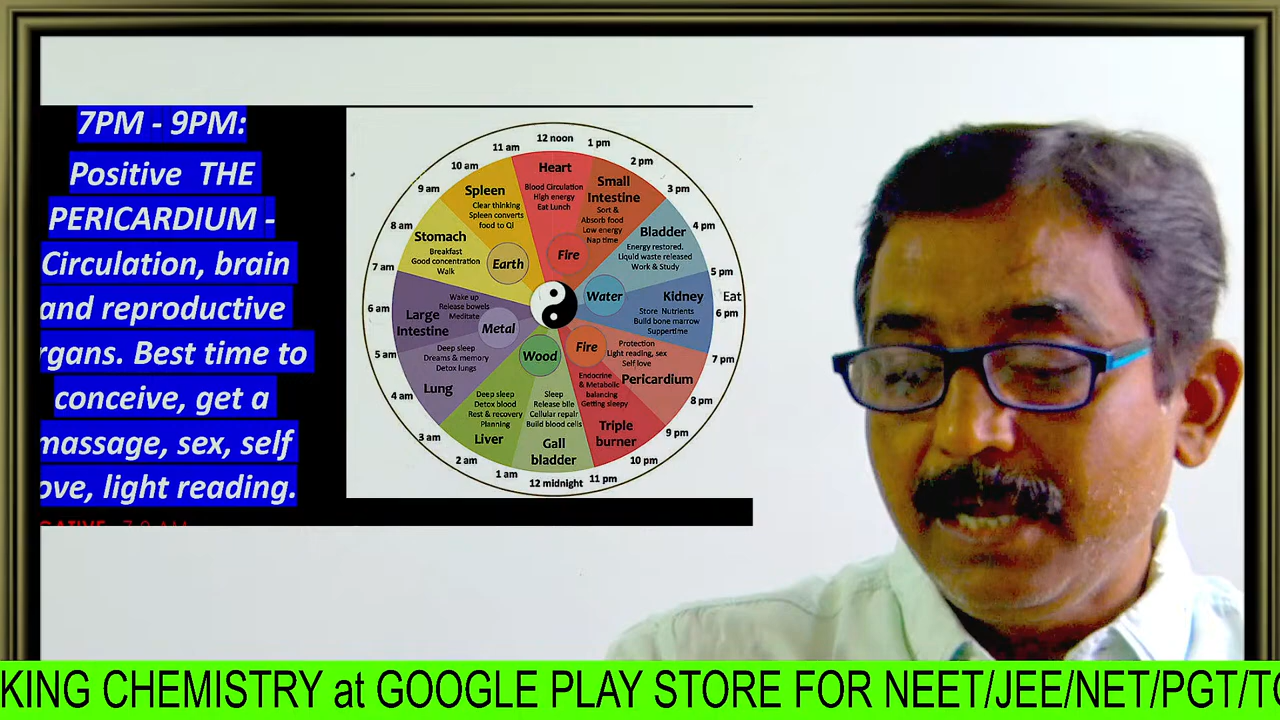 7PM - 9PM:
Positive THE
PERICARDIUM -
Circulation, brain
and reproductive
rgans. Best time to
conceive, get a
massage, sex, self
ove, light reading.
12 noon
1 pm
2 pm
3 pm
4 pm
5 pm
Eat
6 pm
7 pm
8 pm
9 pm
10 pm
11 pm
12 midnight
1 am
2 am
3 am
4 am
5 am
6 am
7 am
8 am
9 am
10 am
11 am
Heart
Blood Circulation
High energy
Eat Lunch
Small
Intestine
Sort &
Absorb food
Low energy
Nap time
Fire
Bladder
Energy restored.
Liquid waste released
Work & Study
Water
Kidney
Store Nutrients
Build bone marrow
Suppertime
Protection
Light reading, sex
Self love
Pericardium
Fire
Endocrine
& Metabolic
balancing
Getting sleepy
Triple
burner
Sleep
Release bile
Cellular repair
Build blood cells
Gall
bladder
Wood
Deep sleep
Detox blood
Rest & recovery
Planning
Liver
Deep sleep
Dreams & memory
Detox lungs
Lung
Metal
Wake up
Release bowels
Meditate
Large
Intestine
Stomach
Breakfast
Good concentration
Walk
Earth
Spleen
Clear thinking
Spleen converts
food to QI
KING CHEMISTRY at GOOGLE PLAY STORE FOR NEET/JEE/NET/PGT/TG